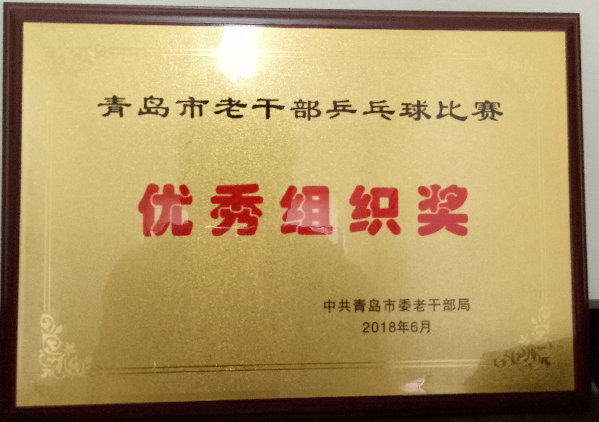 青岛市老干部乒乓球比赛
优秀组织奖
中共青岛市委老干部局
2018年6月